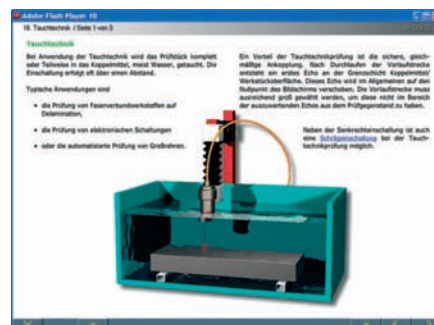 Adobe Flash Player 10
18. Tauchtechnik / Seite 1 von 3
Tauchtechnik
Bei Anwendung der Tauchtechnik wird das Prüfstück komplett
oder Teilweise in das Koppelmittel, meist Wasser, getaucht. Die
Einschallung erfolgt oft über einen Abstand.
Typische Anwendungen sind
• die Prüfung von Faserverbundwerkstoffen auf
Delamination,
• die Prüfung von elektronischen Schaltungen
• oder die automatisierte Prüfung von Großrohren.
Ein Vorteil der Tauchtechnikprüfung ist die sichere, gleich-
mäßige Ankopplung. Nach Durchlaufen der Vorlaufstrecke
entsteht ein erstes Echo an der Grenzschicht Koppelmittel/
Werkstückoberfläche. Dieses Echo wird im Allgemeinen auf den
Nullpunkt des Bildschirms verschoben. Die Vorlaufstrecke muss
ausreichend groß gewählt werden, um diese nicht im Bereich
der auszuwertenden Echos aus dem Prüfgegenstand zu haben.
Neben der Senkrechteinschallung ist auch
eine Schrägeinschallung bei der Tauch-
technikprüfung möglich.